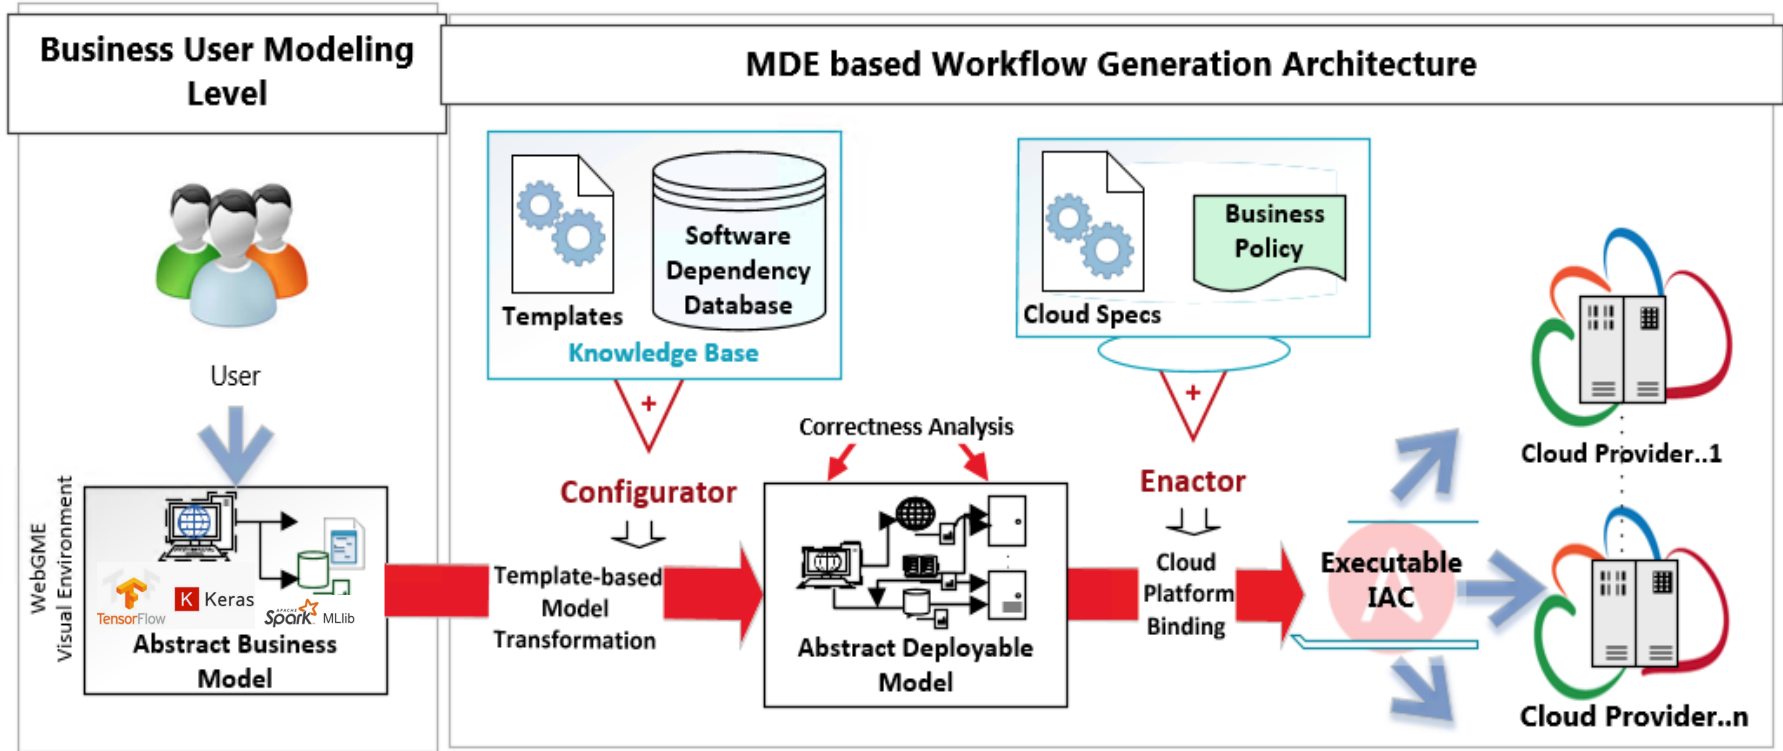 Business User Modeling
Level
MDE based Workflow Generation Architecture
User
WebGME
Visual Environment
TensorFlow
K Keras
APACHE
Spark MLlib
Abstract Business
Model
Templates
Software
Dependency
Database
Knowledge Base
+
Configurator
Template-based
Model
Transformation
Correctness Analysis
Abstract Deployable
Model
Cloud Specs
Business
Policy
+
Enactor
Cloud
Platform
Binding
Executable
IAC
Cloud Provider..1
Cloud Provider..n